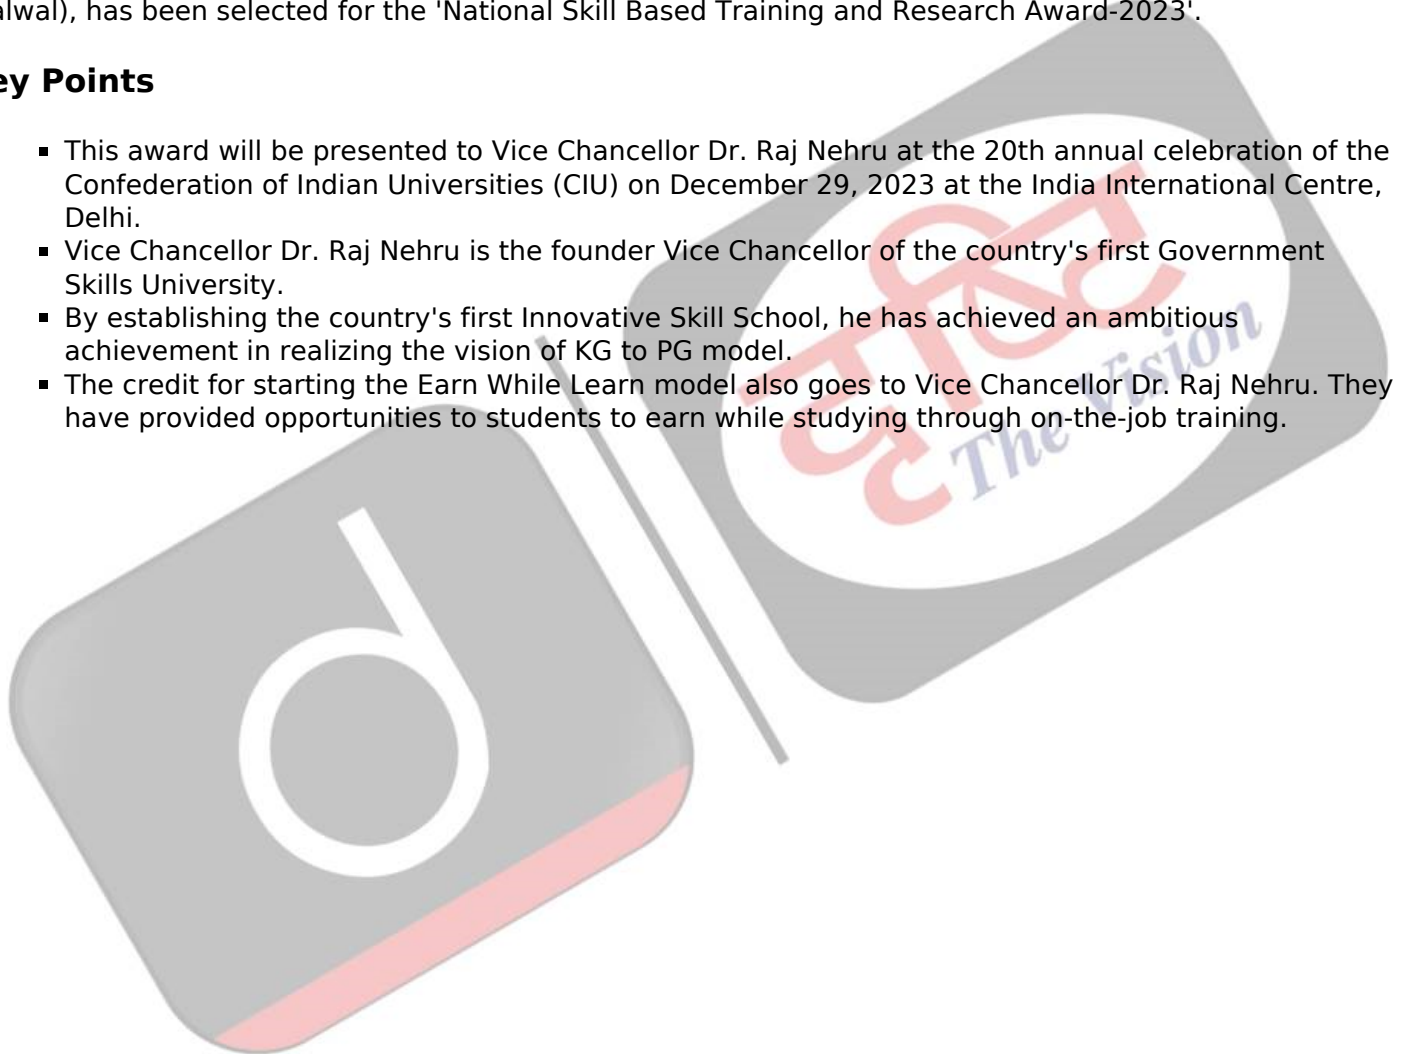 alwal), has been selected for the 'National Skill Based Training and Research Award-2023'.
ey Points
▪ This award will be presented to Vice Chancellor Dr. Raj Nehru at the 20th annual celebration of the
Confederation of Indian Universities (CIU) on December 29, 2023 at the India International Centre,
Delhi.
▪ Vice Chancellor Dr. Raj Nehru is the founder Vice Chancellor of the country's first Government
Skills University.
▪ By establishing the country's first Innovative Skill School, he has achieved an ambitious
achievement in realizing the vision of KG to PG model.
▪ The credit for starting the Earn While Learn model also goes to Vice Chancellor Dr. Raj Nehru. They
have provided opportunities to students to earn while studying through on-the-job training.
दृष्टि
The Vision
d